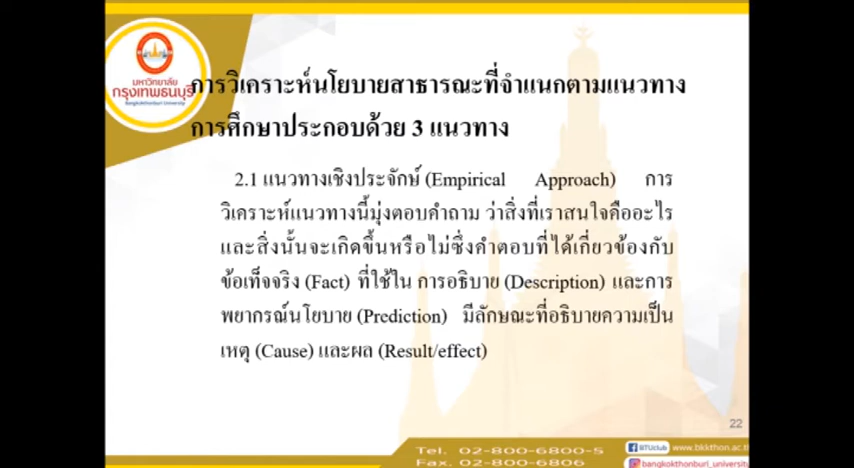 มหาวิทยาลัย
กรุงเทพธนบุรี
Bangkokthonburi University
การวิเคราะห์นโยบายสาธารณะที่จำแนกตามแนวทาง
การศึกษาประกอบด้วย 3 แนวทาง
2.1 แนวทางเชิงประจักษ์ (Empirical Approach) การ
วิเคราะห์แนวทางนี้มุ่งตอบคำถาม ว่าสิ่งที่เราสนใจคืออะไร
และสิ่งนั้นจะเกิดขึ้นหรือไม่ซึ่งคำตอบที่ได้เกี่ยวข้องกับ
ข้อเท็จจริง (Fact) ที่ใช้ใน การอธิบาย (Description) และการ
พยากรณ์นโยบาย (Prediction) มีลักษณะที่อธิบายความเป็น
เหตุ (Cause) และผล (Result/effect)
22
Tel. 02-800-6800-5
BTUclub
www.bkkthon.ac.t
Fax. 02-800-6806
bangkokthonburi_university